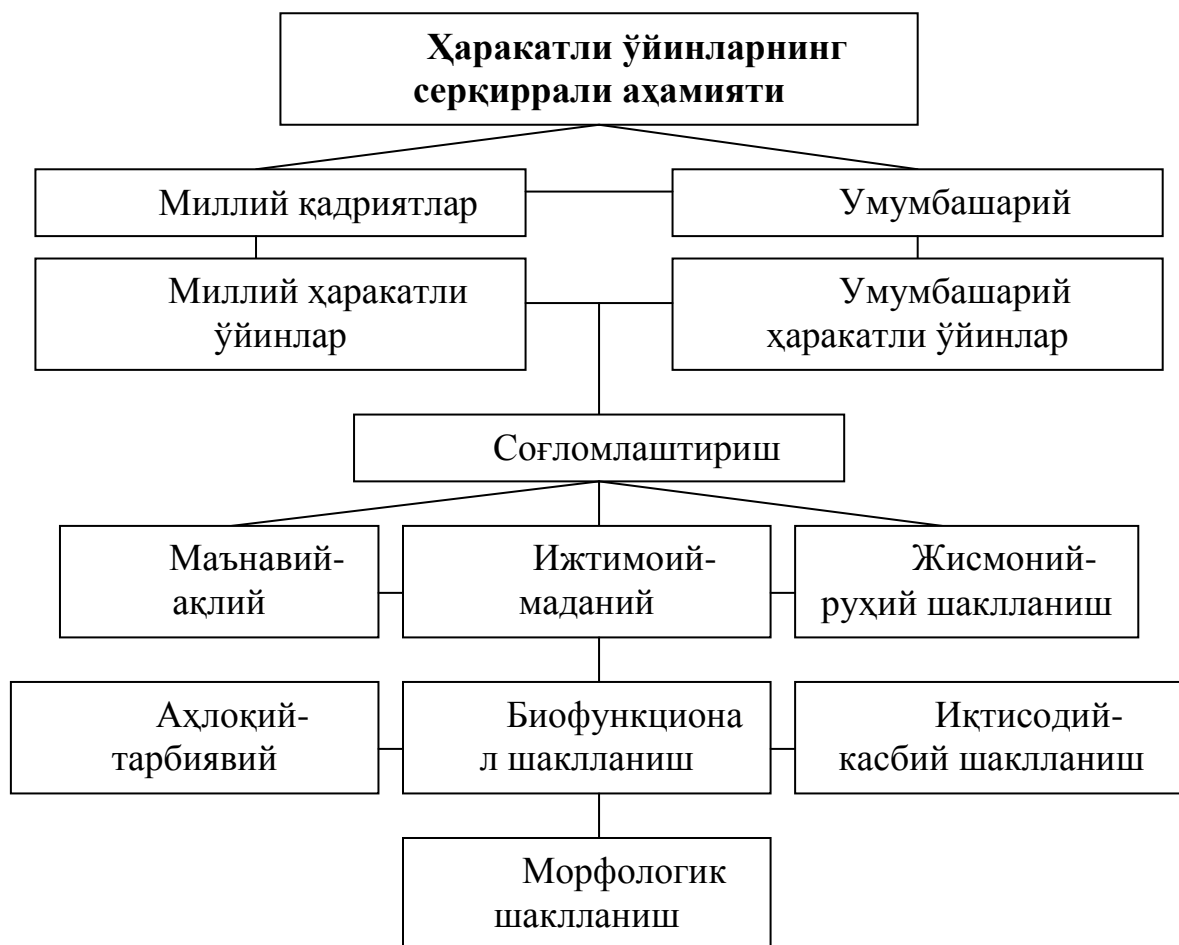 Ҳаракатли ўйинларнинг
серқиррали аҳамияти
Миллий қадриятлар
Умумбашарий
Миллий ҳаракатли
ўйинлар
Умумбашарий
ҳаракатли ўйинлар
Соғломлаштириш
Маънавий-
ақлий
Ижтимоий-
маданий
Жисмоний-
руҳий шаклланиш
Аҳлоқий-
тарбиявий
Биофункциона
л шаклланиш
Иқтисодий-
касбий шаклланиш
Морфологик
шаклланиш